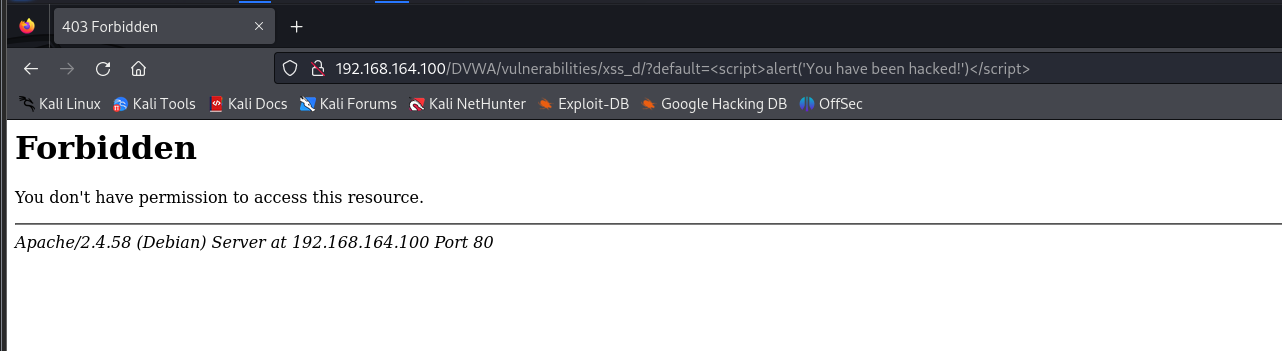 403 Forbidden
192.168.164.100/DVWA/vulnerabilities/xss_d/?default=<script>alert('You have been hacked!')</script>
Kali Linux Kali Tools Kali Docs Kali Forums Kali NetHunter Exploit-DB Google Hacking DB OffSec
Forbidden
You don't have permission to access this resource.
Apache/2.4.58 (Debian) Server at 192.168.164.100 Port 80